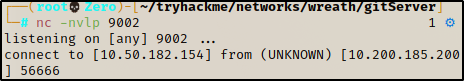 (root💀Zero)-[~/tryhackme/networks/wreath/gitServer]
# nc -nvlp 9002 1 ⚙
listening on [any] 9002 ...
connect to [10.50.182.154] from (UNKNOWN) [10.200.185.200
] 56666